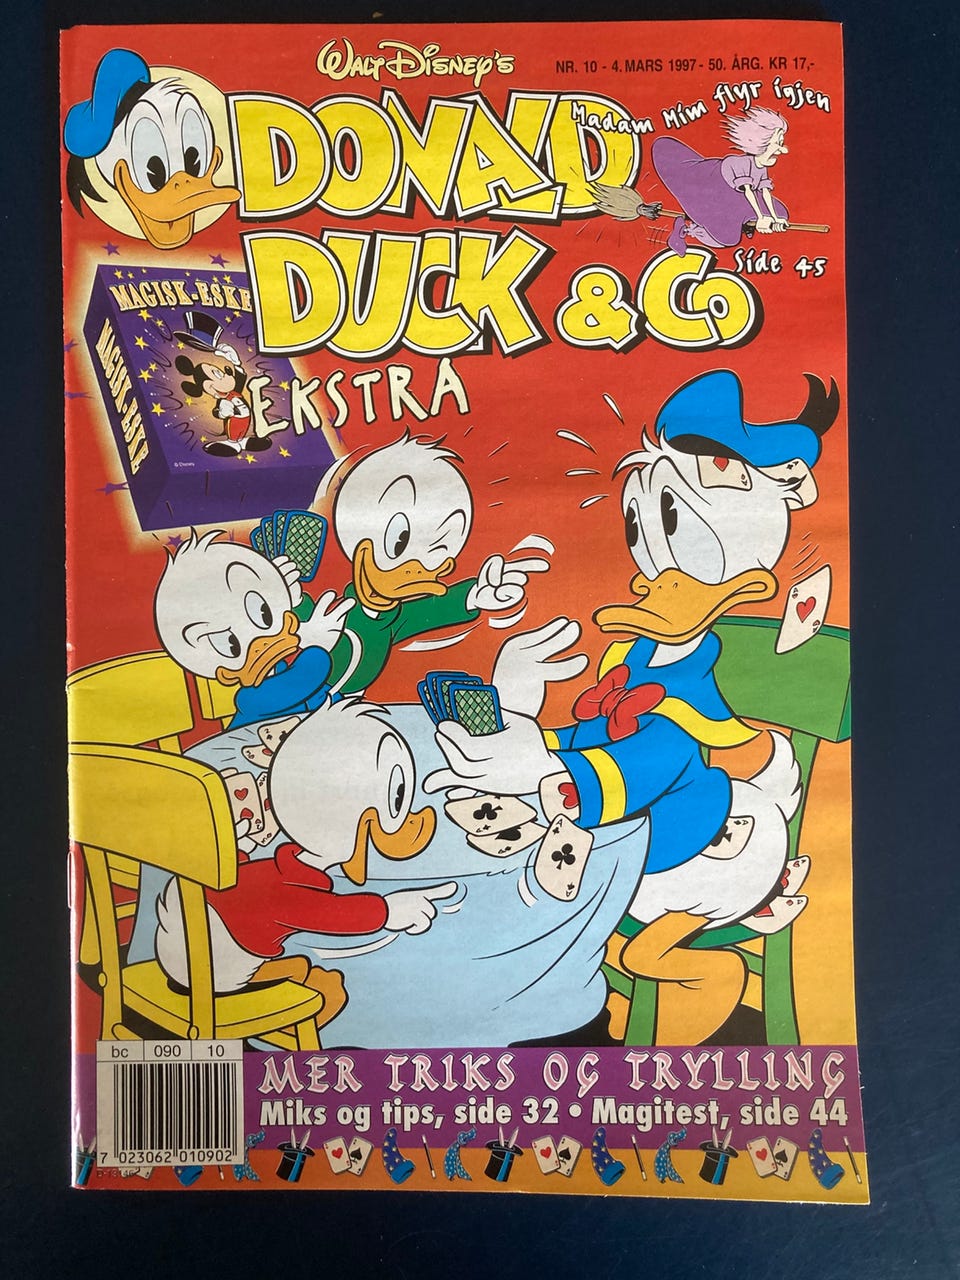 Walt Disney's
NR. 10 - 4. MARS 1997 - 50. ÅRG. KR 17,-
DONALD
DUCK & Co
Madam Mim flyr igjen
Side 45
MAGISK-ESKE
MAGISK-ESKE
© Disney
EKSTRA
bc 090 10
MER TRIKS OG TRYLLING
Miks og tips, side 32 • Magitest, side 44
7 023062 010902